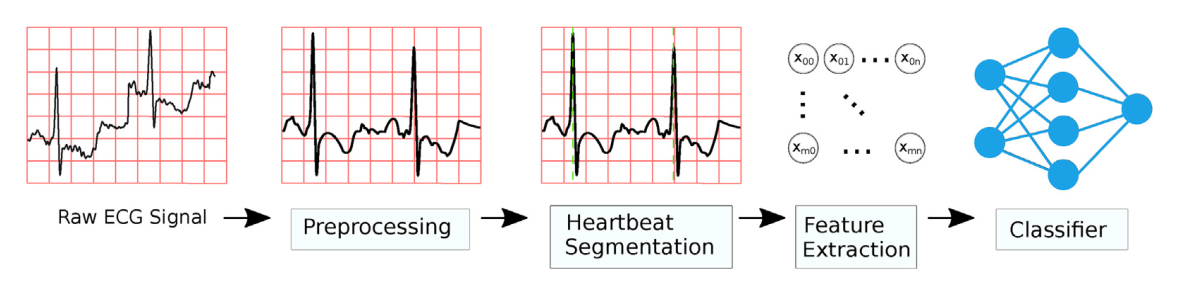 x00 x01 ... x0n
xm0 ... xmn
Raw ECG Signal
Preprocessing
Heartbeat
Segmentation
Feature
Extraction
Classifier